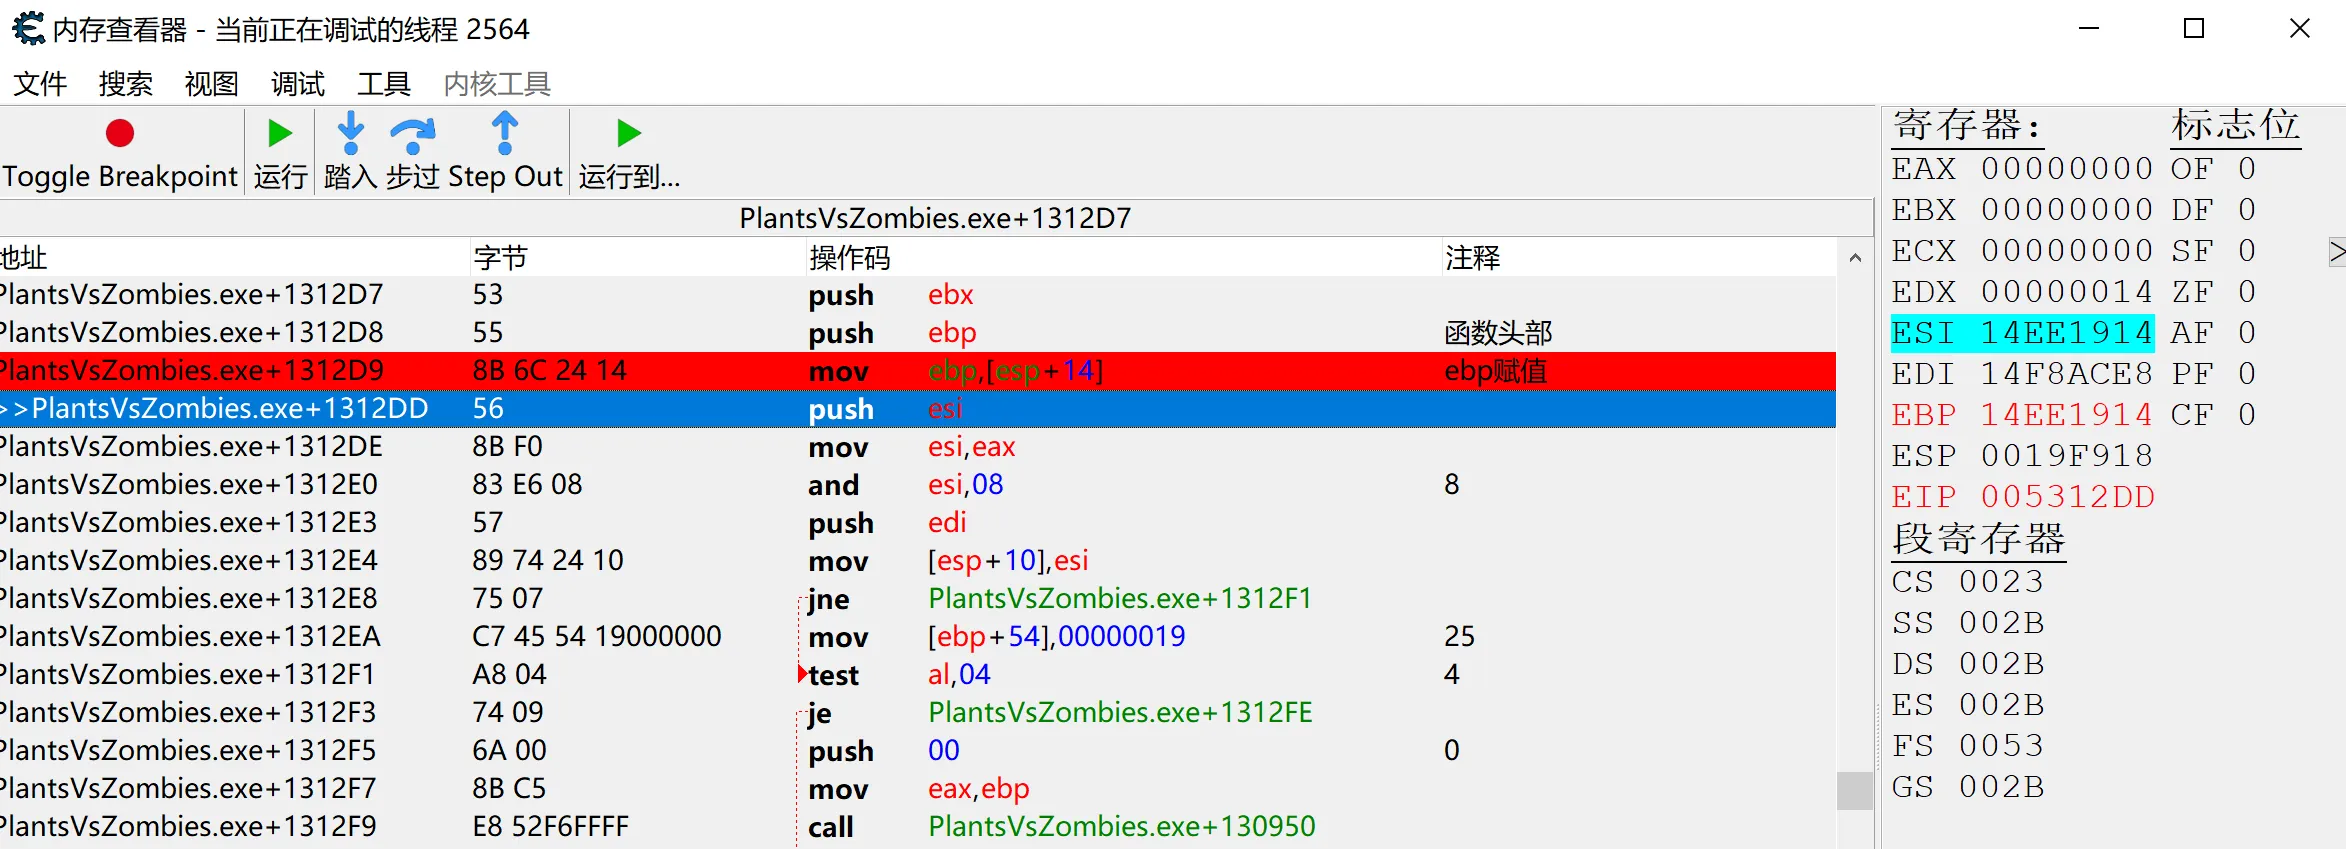 内存查看器 - 当前正在调试的线程 2564
文件 搜索 视图 调试 工具 内核工具
Toggle Breakpoint 运行 踏入 步过 Step Out 运行到...
PlantsVsZombies.exe+1312D7
地址 字节 操作码 注释
PlantsVsZombies.exe+1312D7 53 push ebx
PlantsVsZombies.exe+1312D8 55 push ebp 函数头部
PlantsVsZombies.exe+1312D9 8B 6C 24 14 mov ebp,[esp+14] ebp赋值
>>PlantsVsZombies.exe+1312DD 56 push esi
PlantsVsZombies.exe+1312DE 8B F0 mov esi,eax
PlantsVsZombies.exe+1312E0 83 E6 08 and esi,08 8
PlantsVsZombies.exe+1312E3 57 push edi
PlantsVsZombies.exe+1312E4 89 74 24 10 mov [esp+10],esi
PlantsVsZombies.exe+1312E8 75 07 jne PlantsVsZombies.exe+1312F1
PlantsVsZombies.exe+1312EA C7 45 54 19000000 mov [ebp+54],00000019 25
PlantsVsZombies.exe+1312F1 A8 04 test al,04 4
PlantsVsZombies.exe+1312F3 74 09 je PlantsVsZombies.exe+1312FE
PlantsVsZombies.exe+1312F5 6A 00 push 00 0
PlantsVsZombies.exe+1312F7 8B C5 mov eax,ebp
PlantsVsZombies.exe+1312F9 E8 52F6FFFF call PlantsVsZombies.exe+130950
寄存器: 标志位
EAX 00000000 OF 0
EBX 00000000 DF 0
ECX 00000000 SF 0
EDX 00000014 ZF 0
ESI 14EE1914 AF 0
EDI 14F8ACE8 PF 0
EBP 14EE1914 CF 0
ESP 0019F918
EIP 005312DD
段寄存器
CS 0023
SS 002B
DS 002B
ES 002B
FS 0053
GS 002B
>